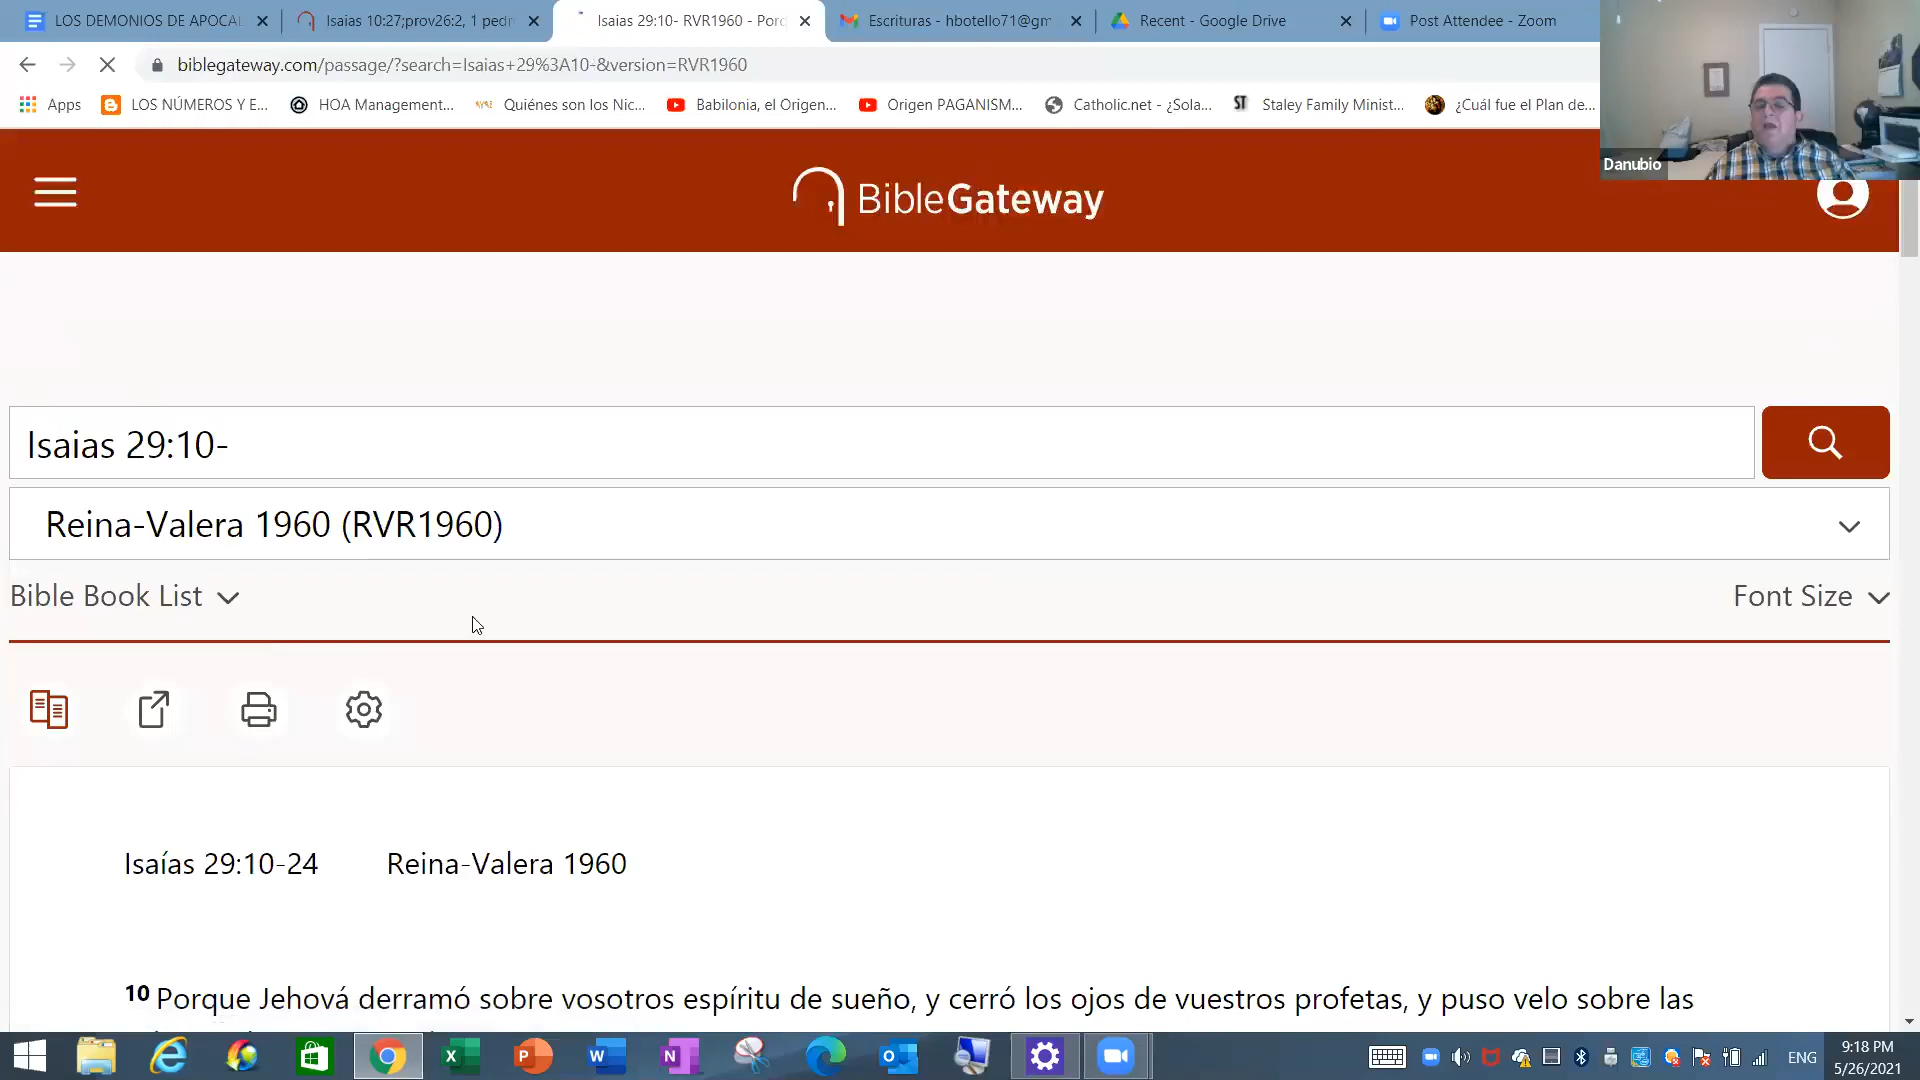 LOS DEMONIOS DE APOCAL
Isaias 10:27;prov26:2, 1 pedr
Isaias 29:10- RVR1960 - Porq
Escrituras - hbotello71@gm
Recent - Google Drive
Post Attendee - Zoom
biblegateway.com/passage/?search=Isaias+29%3A10-&version=RVR1960
Apps
LOS NÚMEROS Y E...
HOA Management...
Quiénes son los Nic...
Babilonia, el Origen...
Origen PAGANISM...
Catholic.net - ¿Sola...
ST Staley Family Minist...
¿Cuál fue el Plan de...
Danubio
BibleGateway
Isaias 29:10-
Reina-Valera 1960 (RVR1960)
Bible Book List
Font Size
Isaías 29:10-24 Reina-Valera 1960
10 Porque Jehová derramó sobre vosotros espíritu de sueño, y cerró los ojos de vuestros profetas, y puso velo sobre las
ENG
9:18 PM
5/26/2021